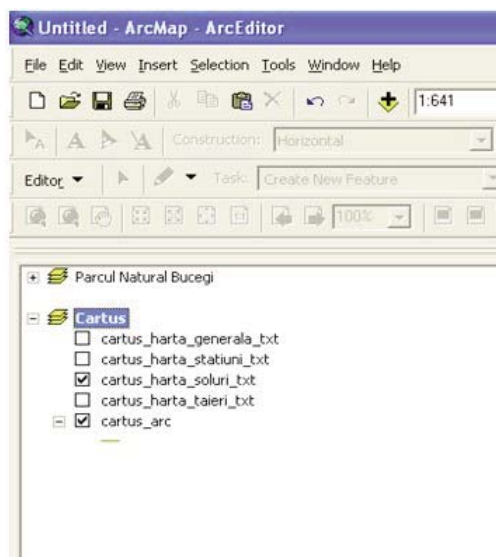 Untitled - ArcMap - ArcEditor
File Edit View Insert Selection Tools Window Help
1:641
A A A A Construction: Horizontal
Editor Task: Create New Feature
100%
Parcul Natural Bucegi
Cartus
cartus_harta_generala_txt
cartus_harta_statiuni_txt
cartus_harta_soluri_txt
cartus_harta_taieri_txt
cartus_arc